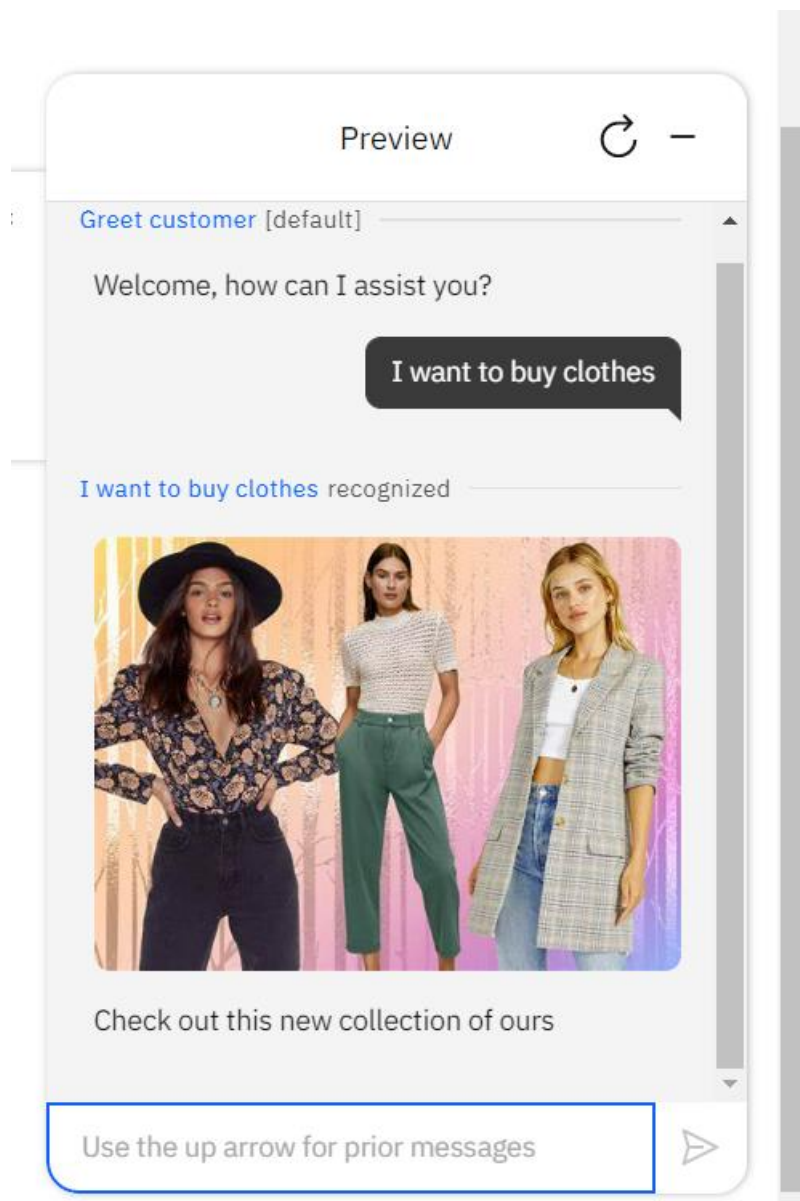 Preview
Greet customer [default]
Welcome, how can I assist you?
I want to buy clothes
I want to buy clothes recognized
Check out this new collection of ours
Use the up arrow for prior messages